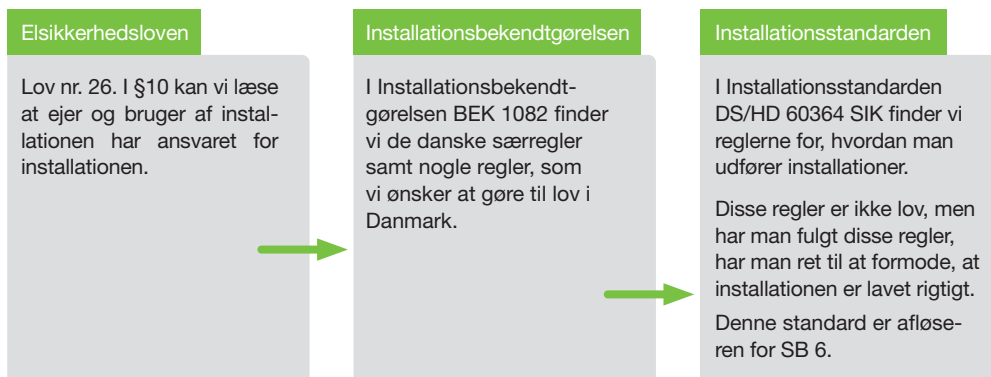 Elsikkerhedsloven
Lov nr. 26. I §10 kan vi læse
at ejer og bruger af instal-
lationen har ansvaret for
installationen.
Installationsbekendtgørelsen
I Installationsbekendt-
gørelsen BEK 1082 finder
vi de danske særregler
samt nogle regler, som
vi ønsker at gøre til lov i
Danmark.
Installationsstandarden
I Installationsstandarden
DS/HD 60364 SIK finder vi
reglerne for, hvordan man
udfører installationer.
Disse regler er ikke lov, men
har man fulgt disse regler,
har man ret til at formode, at
installationen er lavet rigtigt.
Denne standard er afløse-
ren for SB 6.